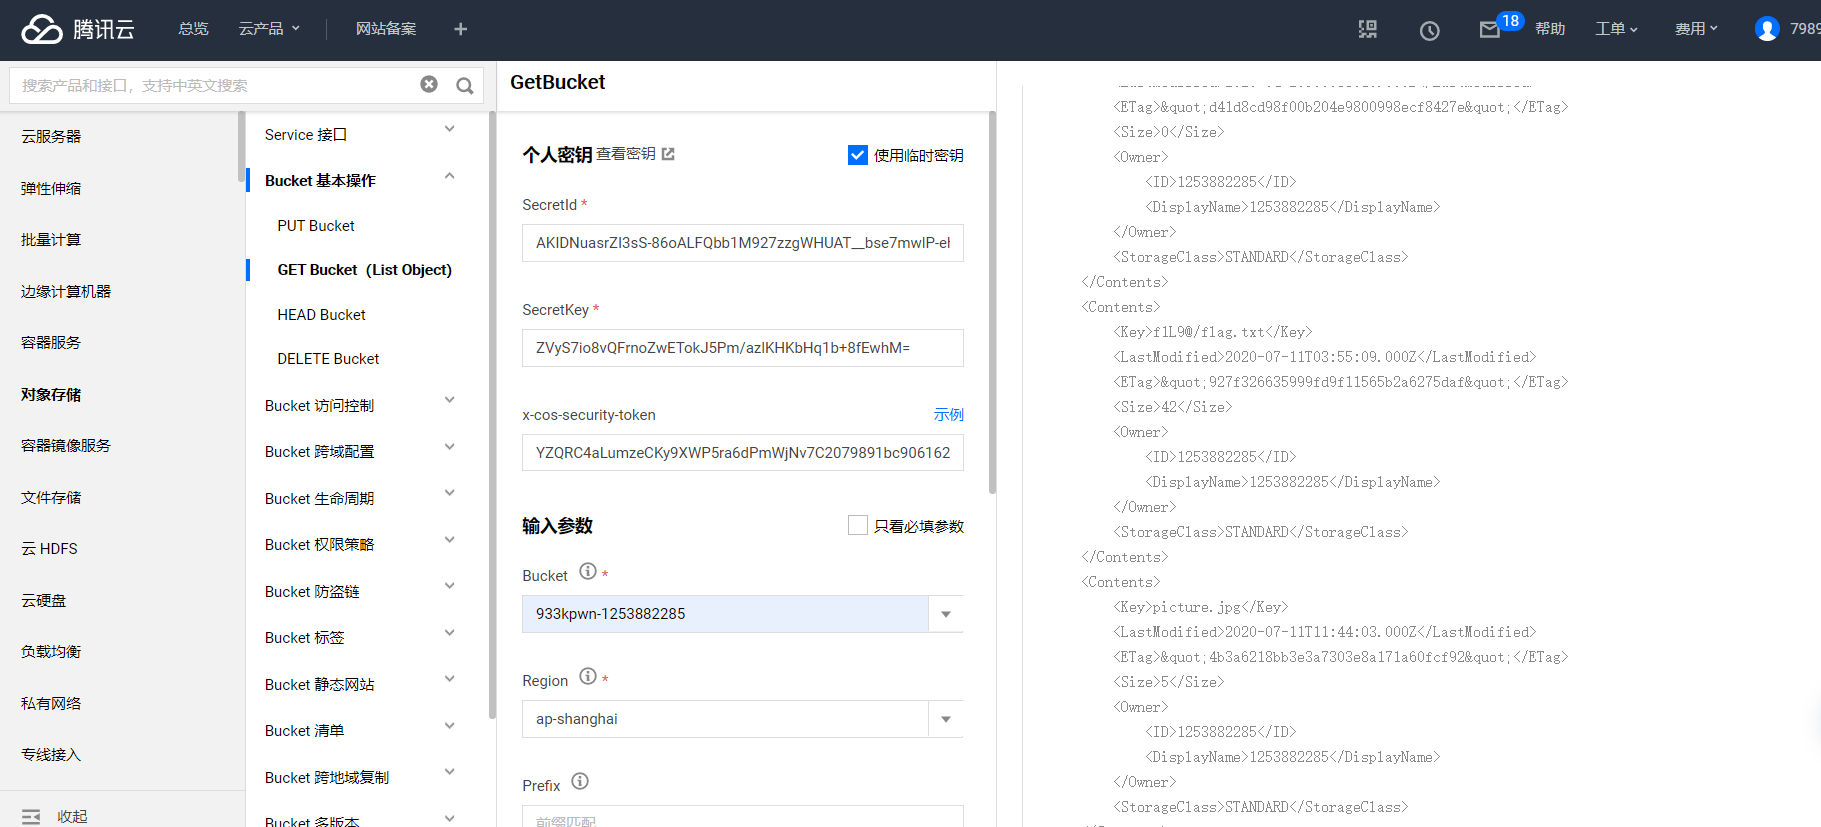 腾讯云
总览
云产品
网站备案
18
帮助
工单
费用
7989
搜索产品和接口，支持中英文搜索
云服务器
弹性伸缩
批量计算
边缘计算机器
容器服务
对象存储
容器镜像服务
文件存储
云 HDFS
云硬盘
负载均衡
私有网络
专线接入
收起
Service 接口
Bucket 基本操作
PUT Bucket
GET Bucket（List Object)
HEAD Bucket
DELETE Bucket
Bucket 访问控制
Bucket 跨域配置
Bucket 生命周期
Bucket 权限策略
Bucket 防盗链
Bucket 标签
Bucket 静态网站
Bucket 清单
Bucket 跨地域复制
Bucket 多版本
GetBucket
个人密钥 查看密钥
使用临时密钥
SecretId *
AKIDNuasrZI3sS-86oALFQbb1M927zzgWHUAT__bse7mwIP-el
SecretKey *
ZVyS7io8vQFrnoZwETokJ5Pm/azIKHKbHq1b+8fEwhM=
x-cos-security-token
示例
YZQRC4aLumzeCKy9XWP5ra6dPmWjNv7C2079891bc906162
输入参数
只看必填参数
Bucket *
933kpwn-1253882285
Region *
ap-shanghai
Prefix
前缀匹配
<ETag>&quot;d41d8cd98f00b204e9800998ecf8427e&quot;</ETag>
<Size>0</Size>
<Owner>
<ID>1253882285</ID>
<DisplayName>1253882285</DisplayName>
</Owner>
<StorageClass>STANDARD</StorageClass>
</Contents>
<Contents>
<Key>f1L9@/flag.txt</Key>
<LastModified>2020-07-11T03:55:09.000Z</LastModified>
<ETag>&quot;927f326635999fd9f11565b2a6275daf&quot;</ETag>
<Size>42</Size>
<Owner>
<ID>1253882285</ID>
<DisplayName>1253882285</DisplayName>
</Owner>
<StorageClass>STANDARD</StorageClass>
</Contents>
<Contents>
<Key>picture.jpg</Key>
<LastModified>2020-07-11T11:44:03.000Z</LastModified>
<ETag>&quot;4b3a6218bb3e3a7303e8a171a60fcf92&quot;</ETag>
<Size>5</Size>
<Owner>
<ID>1253882285</ID>
<DisplayName>1253882285</DisplayName>
</Owner>
<StorageClass>STANDARD</StorageClass>